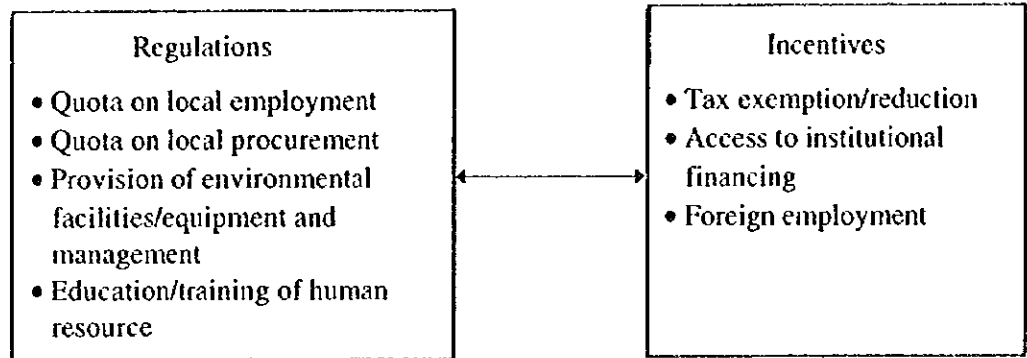 Regulations
• Quota on local employment
• Quota on local procurement
• Provision of environmental
facilities/equipment and
management
• Education/training of human
resource
Incentives
• Tax exemption/reduction
• Access to institutional
financing
• Foreign employment